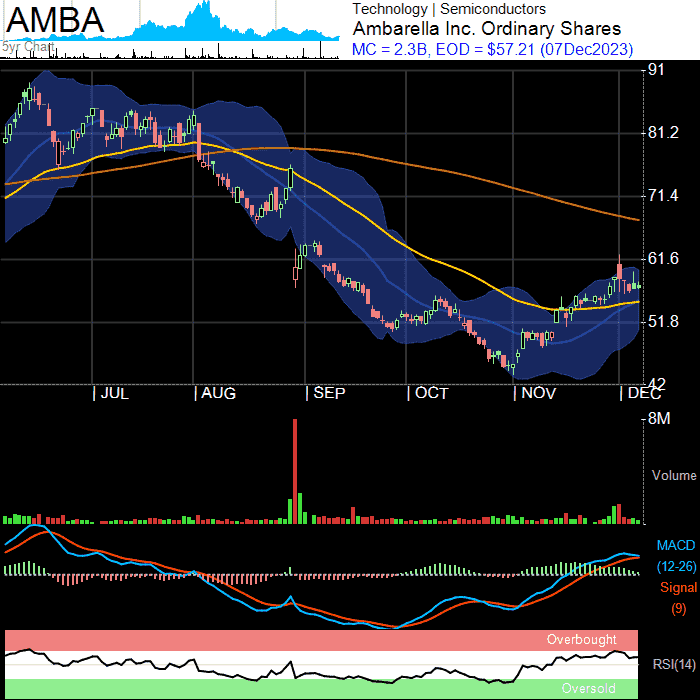 AMBA
5yr Chart
Technology | Semiconductors
Ambarella Inc. Ordinary Shares
MC = 2.3B, EOD = $57.21 (07Dec2023)
91
81.2
71.4
61.6
51.8
42
| JUL | AUG | SEP | OCT | NOV | DEC
8M
Volume
MACD
(12-26)
Signal
(9)
Overbought
RSI(14)
Oversold